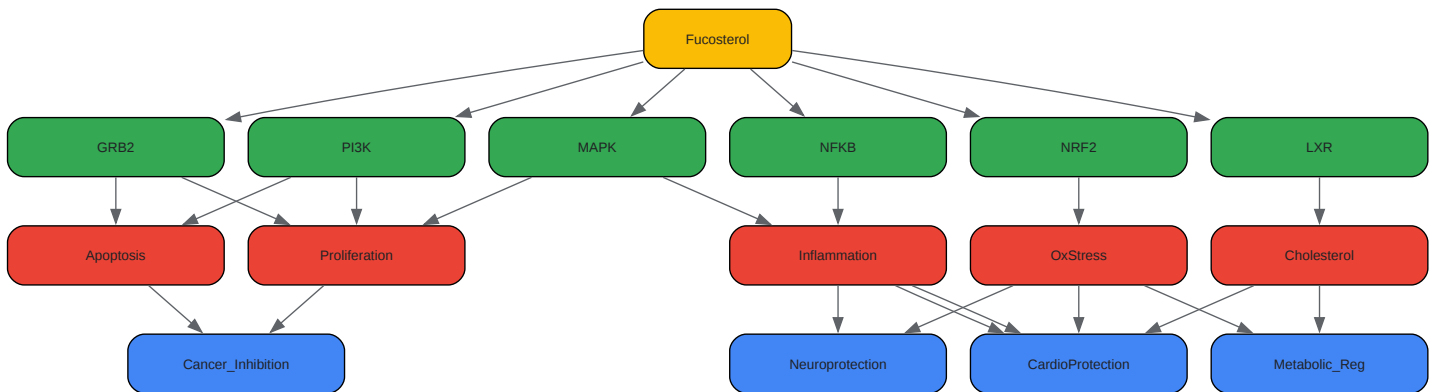 Fucosterol
GRB2
PI3K
MAPK
NFKB
NRF2
LXR
Apoptosis
Proliferation
Inflammation
OxStress
Cholesterol
Cancer_Inhibition
Neuroprotection
CardioProtection
Metabolic_Reg